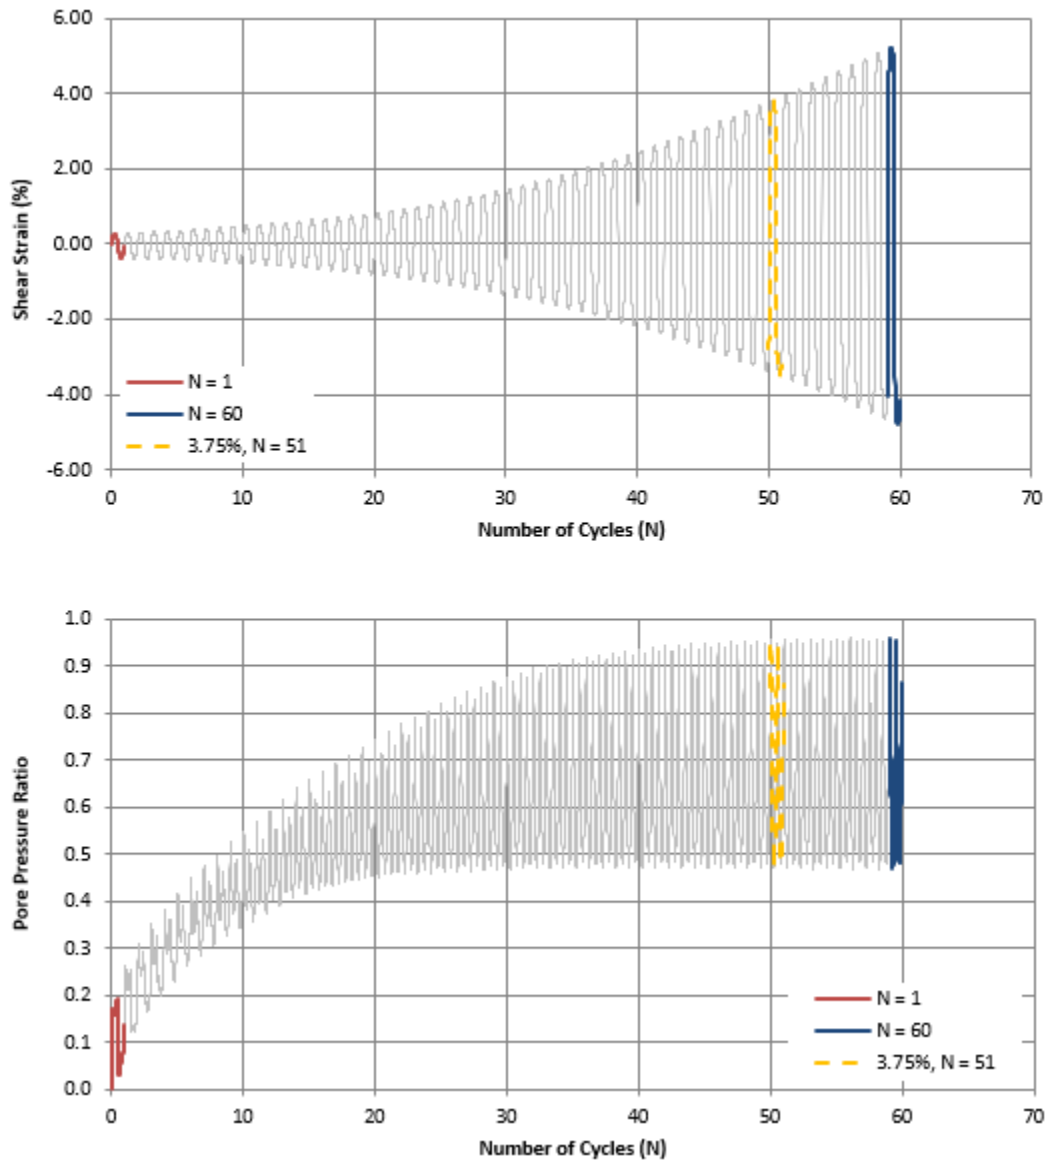 6.00
4.00
2.00
0.00
-2.00
-4.00
-6.00
Shear Strain (%)
N = 1
N = 60
3.75%, N = 51
0 10 20 30 40 50 60 70
Number of Cycles (N)
1.0
0.9
0.8
0.7
0.6
0.5
0.4
0.3
0.2
0.1
0.0
Pore Pressure Ratio
N = 1
N = 60
3.75%, N = 51
0 10 20 30 40 50 60 70
Number of Cycles (N)